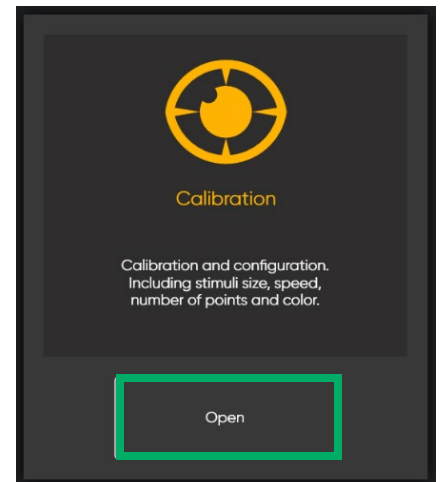 Calibration
Calibration and configuration.
Including stimuli size, speed,
number of points and color.
Open